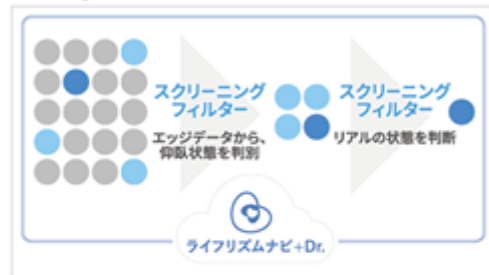 スクリーニング
フィルター
エッジデータから、
仰臥状態を判別
スクリーニング
フィルター
リアルの状態を判断
ライフリズムナビ+Dr.